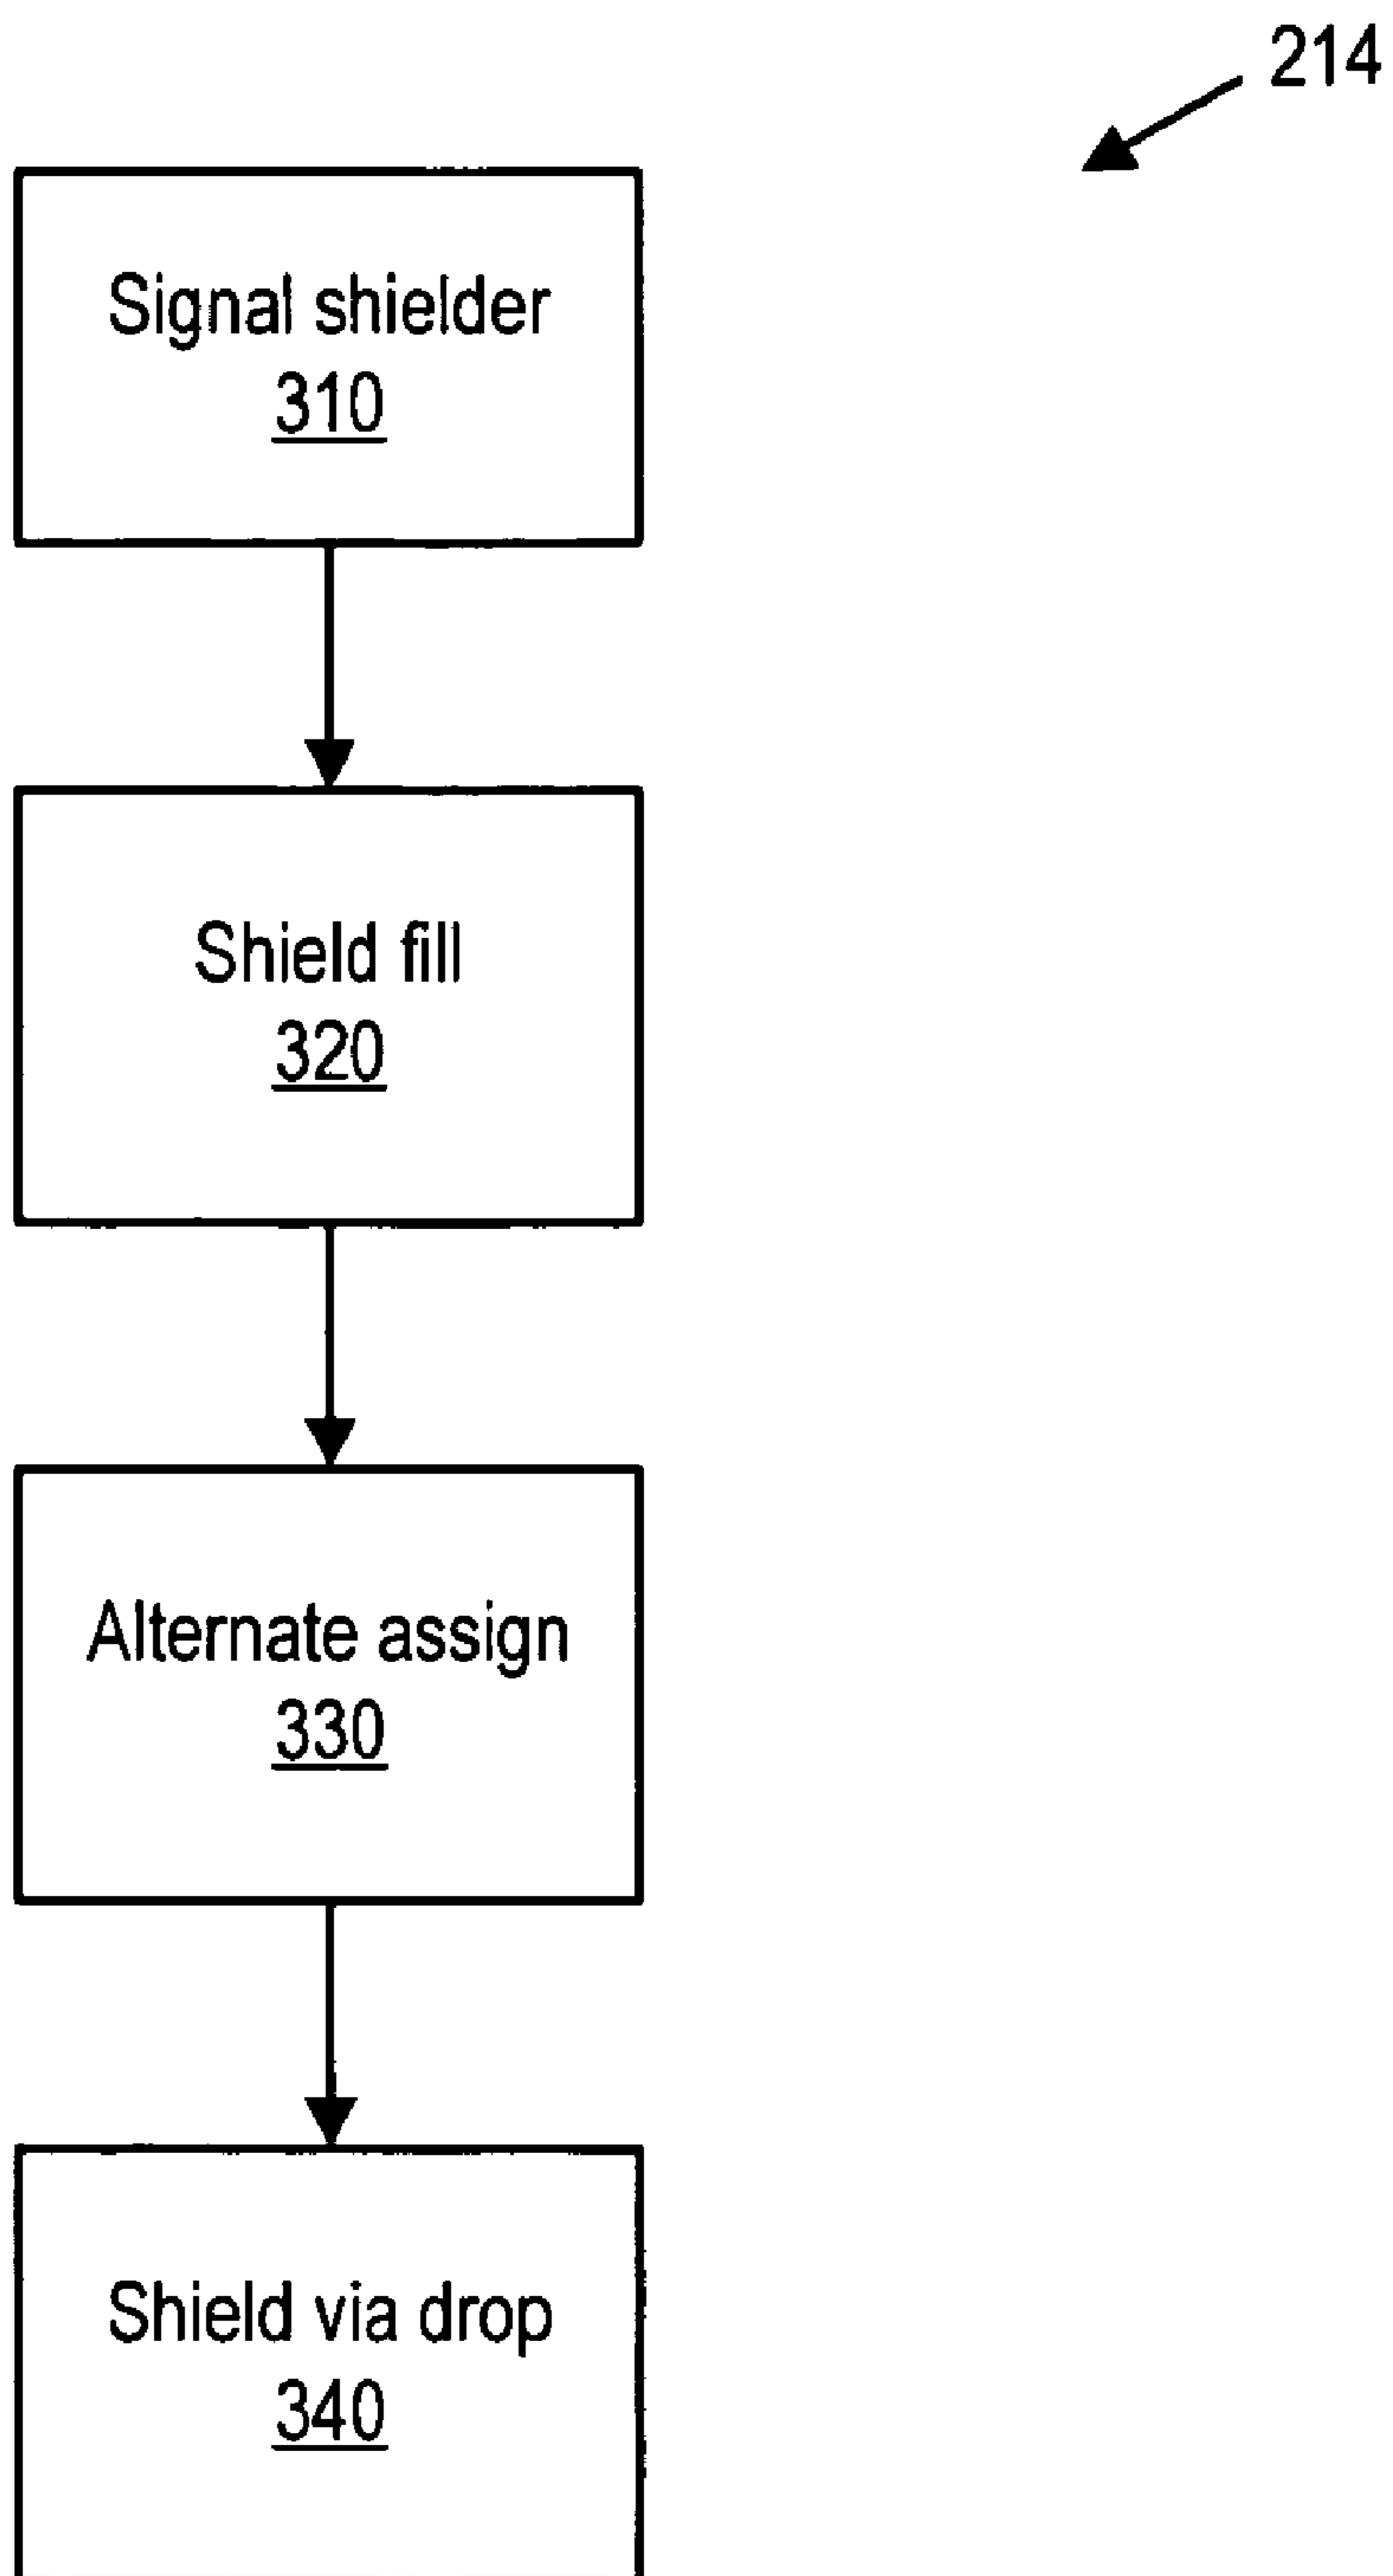 214
Signal shielder
310
Shield fill
320
Alternate assign
330
Shield via drop
340